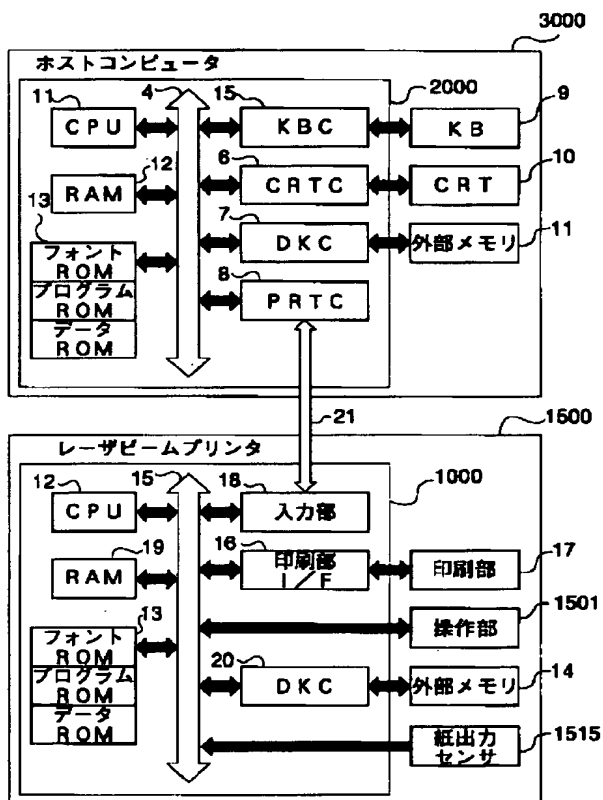 3000
ホストコンピュータ
2000
11
4
15
9
CPU
KBC
KB
12
6
10
RAM
CRTC
CRT
13
7
11
フォント
ROM
プログラム
ROM
データ
ROM
DKC
外部メモリ
8
PRTC
21
1500
レーザビームプリンタ
1000
12
15
18
CPU
入力部
19
16
17
RAM
印刷部
I/F
印刷部
1501
操作部
13
フォント
ROM
プログラム
ROM
データ
ROM
20
14
DKC
外部メモリ
1515
紙出力
センサ